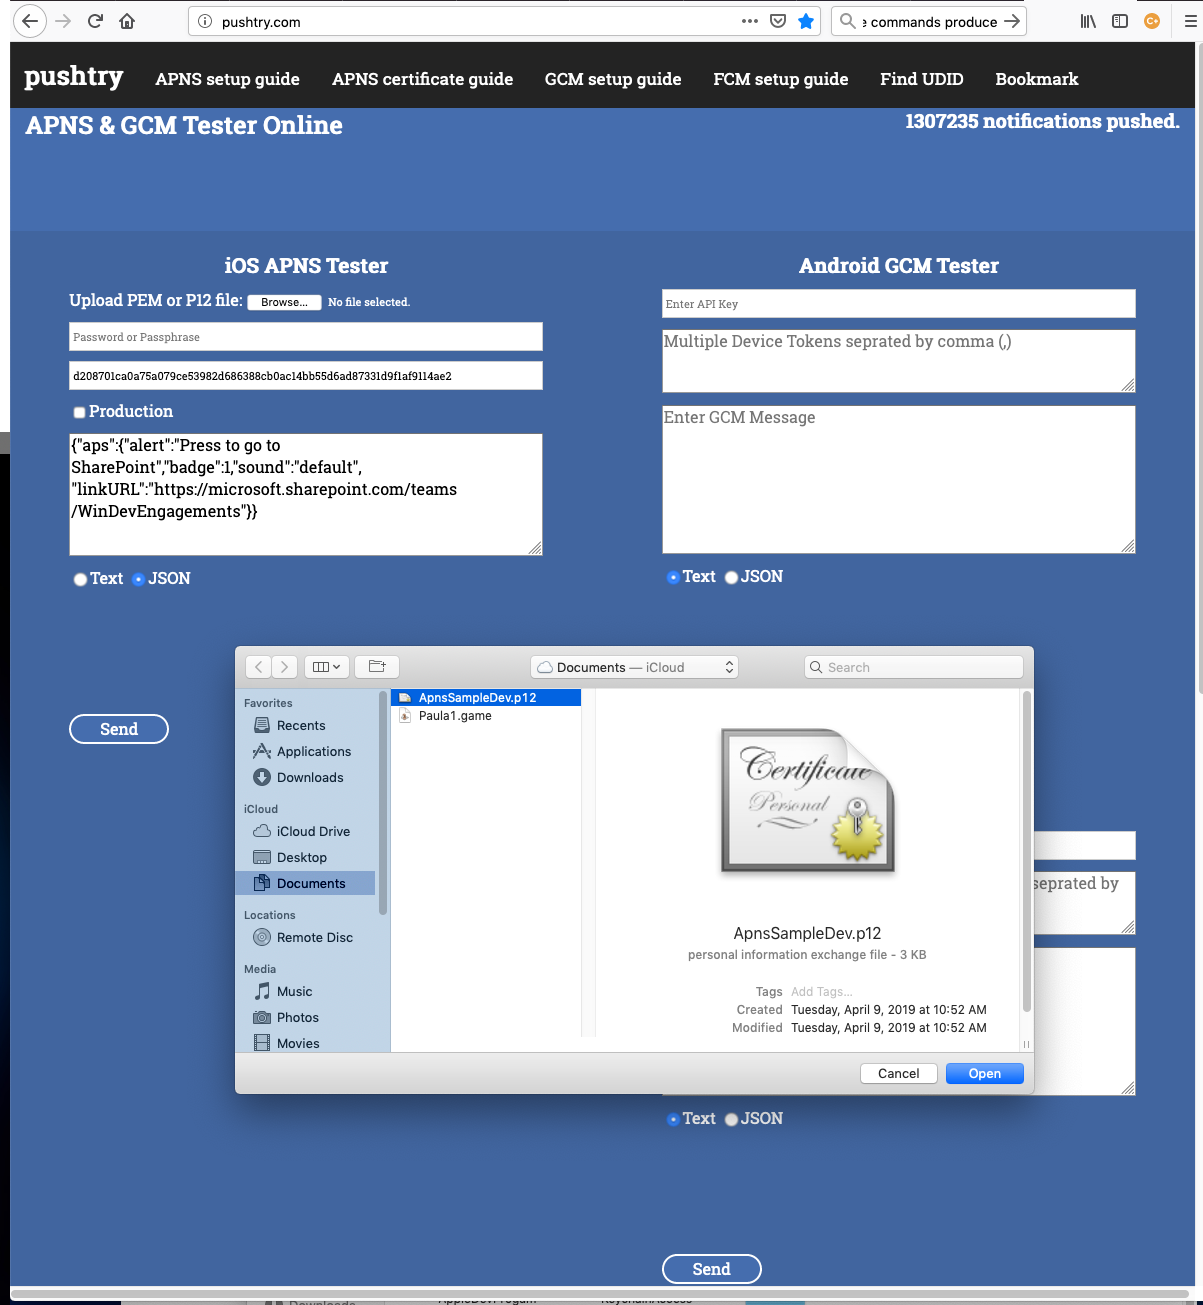 pushtry.com
e commands produce
pushtry
APNS setup guide
APNS certificate guide
GCM setup guide
FCM setup guide
Find UDID
Bookmark
APNS & GCM Tester Online
1307235 notifications pushed.
iOS APNS Tester
Upload PEM or P12 file: Browse... No file selected.
Password or Passphrase
d208701ca0a75a079ce53982d686388cb0ac14bb55d6ad87331d9f1af9114ae2
Production
{"aps":{"alert":"Press to go to
SharePoint","badge":1,"sound":"default",
"linkURL":"https://microsoft.sharepoint.com/teams
/WinDevEngagements"}}
Text JSON
Send
Android GCM Tester
Enter API Key
Multiple Device Tokens seprated by comma (,)
Enter GCM Message
Text JSON
Documents — iCloud
Search
Favorites
Recents
Applications
Downloads
iCloud
iCloud Drive
Desktop
Documents
Locations
Remote Disc
Media
Music
Photos
Movies
ApnsSampleDev.p12
Paula1.game
Certificate
Personal
ApnsSampleDev.p12
personal information exchange file - 3 KB
Tags Add Tags...
Created Tuesday, April 9, 2019 at 10:52 AM
Modified Tuesday, April 9, 2019 at 10:52 AM
Cancel
Open
seprated by
Text JSON
Send